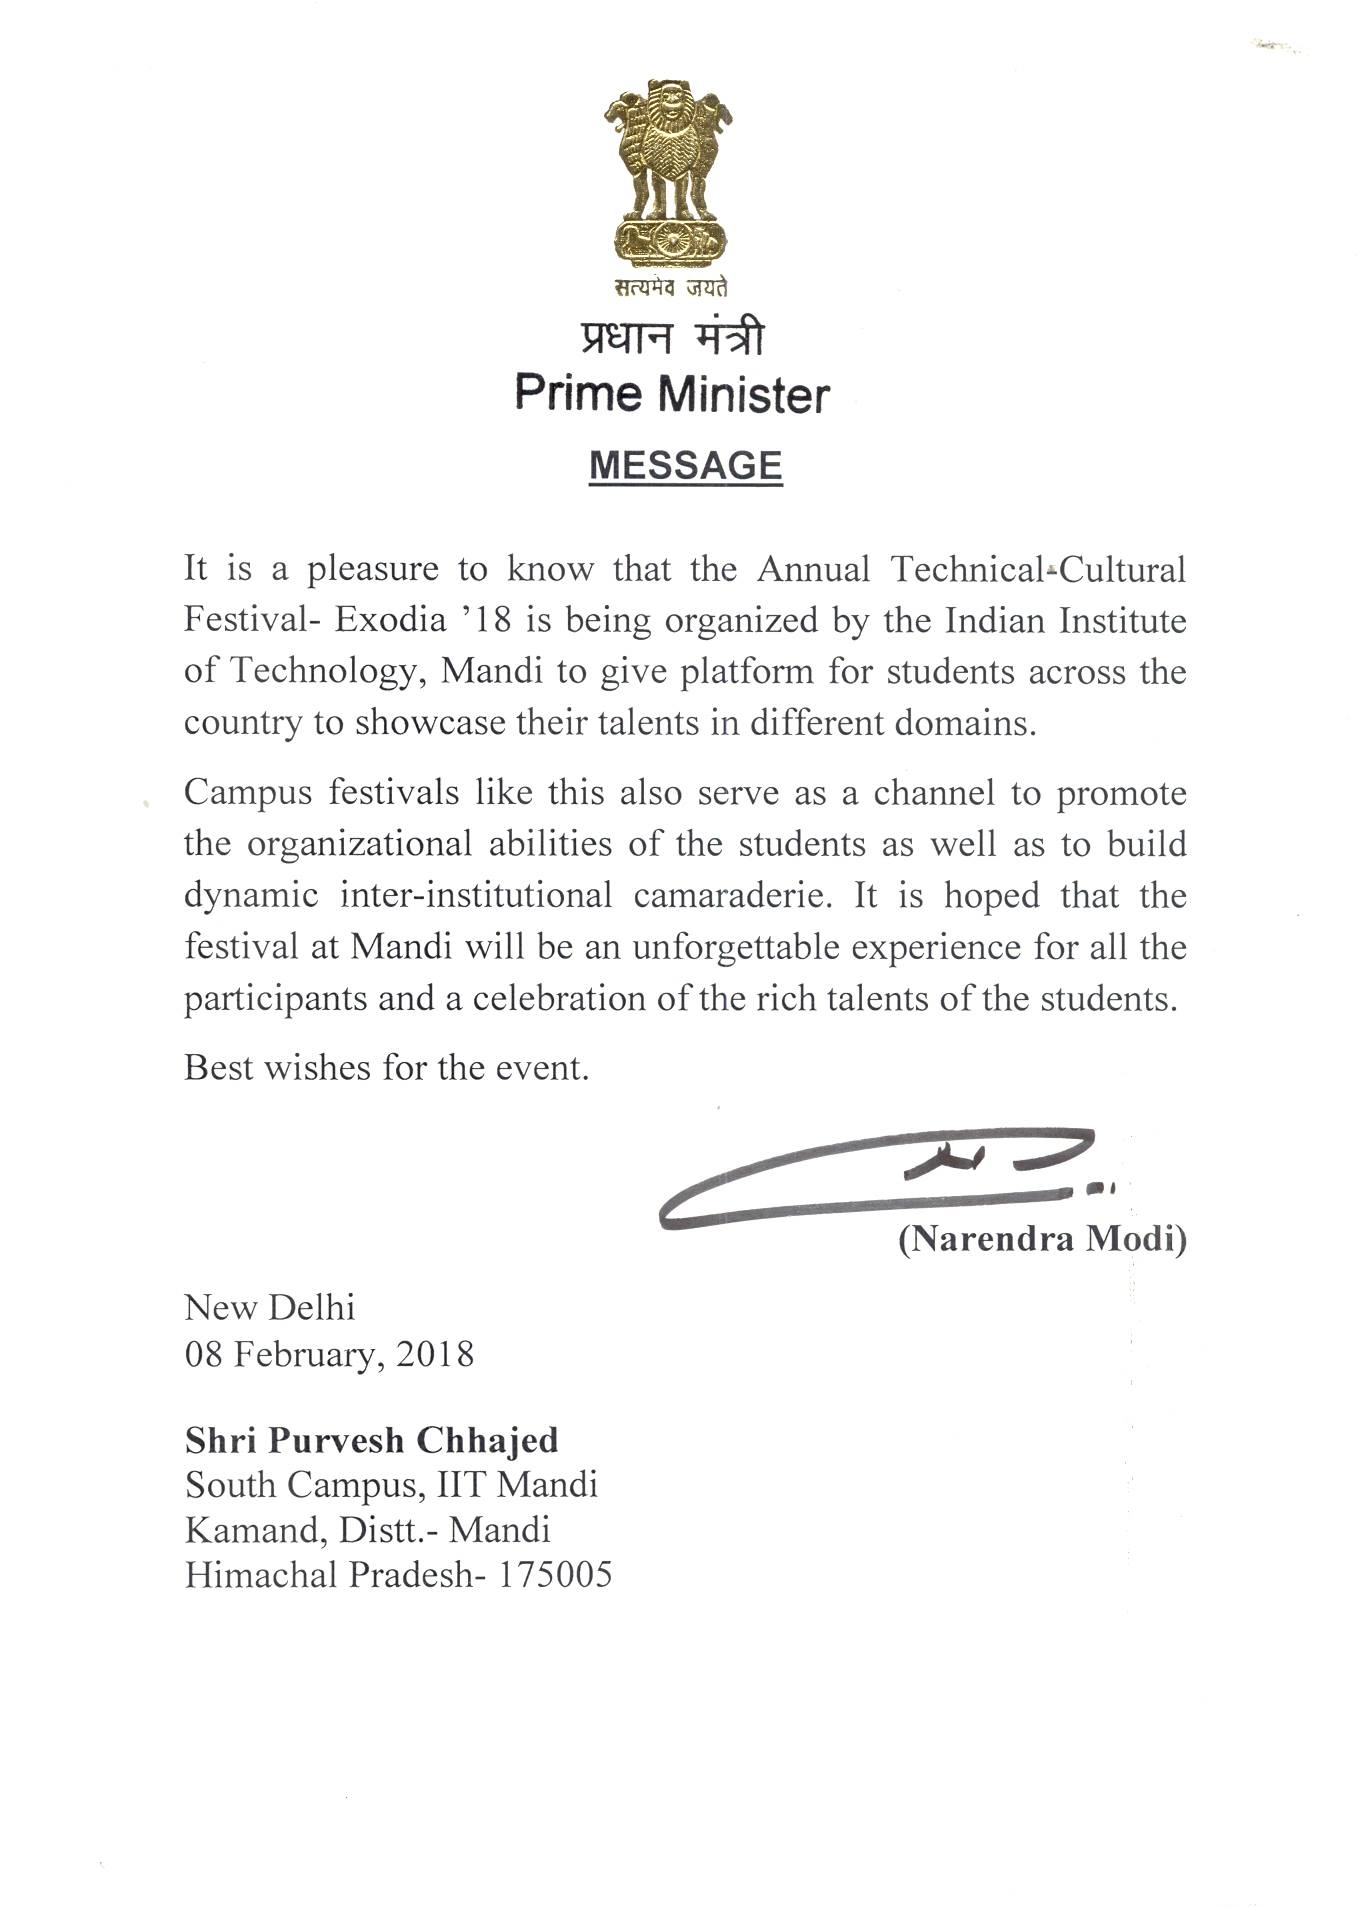 सत्यमेव जयते
प्रधान मंत्री
Prime Minister
MESSAGE
It is a pleasure to know that the Annual Technical-Cultural
Festival- Exodia ’18 is being organized by the Indian Institute
of Technology, Mandi to give platform for students across the
country to showcase their talents in different domains.
Campus festivals like this also serve as a channel to promote
the organizational abilities of the students as well as to build
dynamic inter-institutional camaraderie. It is hoped that the
festival at Mandi will be an unforgettable experience for all the
participants and a celebration of the rich talents of the students.
Best wishes for the event.
(Narendra Modi)
New Delhi
08 February, 2018
Shri Purvesh Chhajed
South Campus, IIT Mandi
Kamand, Distt.- Mandi
Himachal Pradesh- 175005